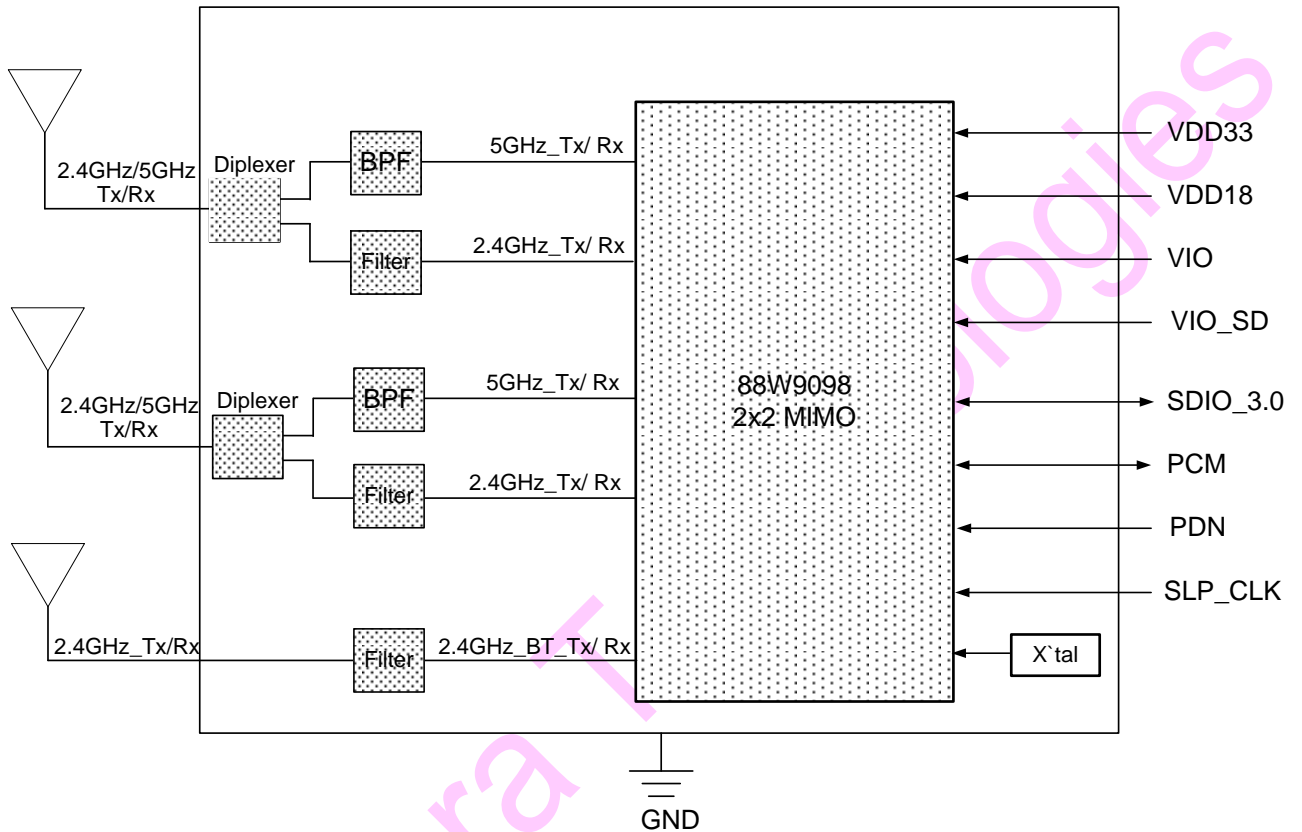 2.4GHz/5GHz
Tx/Rx
Diplexer
BPF
5GHz_Tx/ Rx
Filter
2.4GHz_Tx/ Rx
2.4GHz/5GHz
Tx/Rx
Diplexer
BPF
5GHz_Tx/ Rx
Filter
2.4GHz_Tx/ Rx
2.4GHz_Tx/Rx
Filter
2.4GHz_BT_Tx/ Rx
88W9098
2x2 MIMO
VDD33
VDD18
VIO
VIO_SD
SDIO_3.0
PCM
PDN
SLP_CLK
X`tal
GND
ra T
ologies